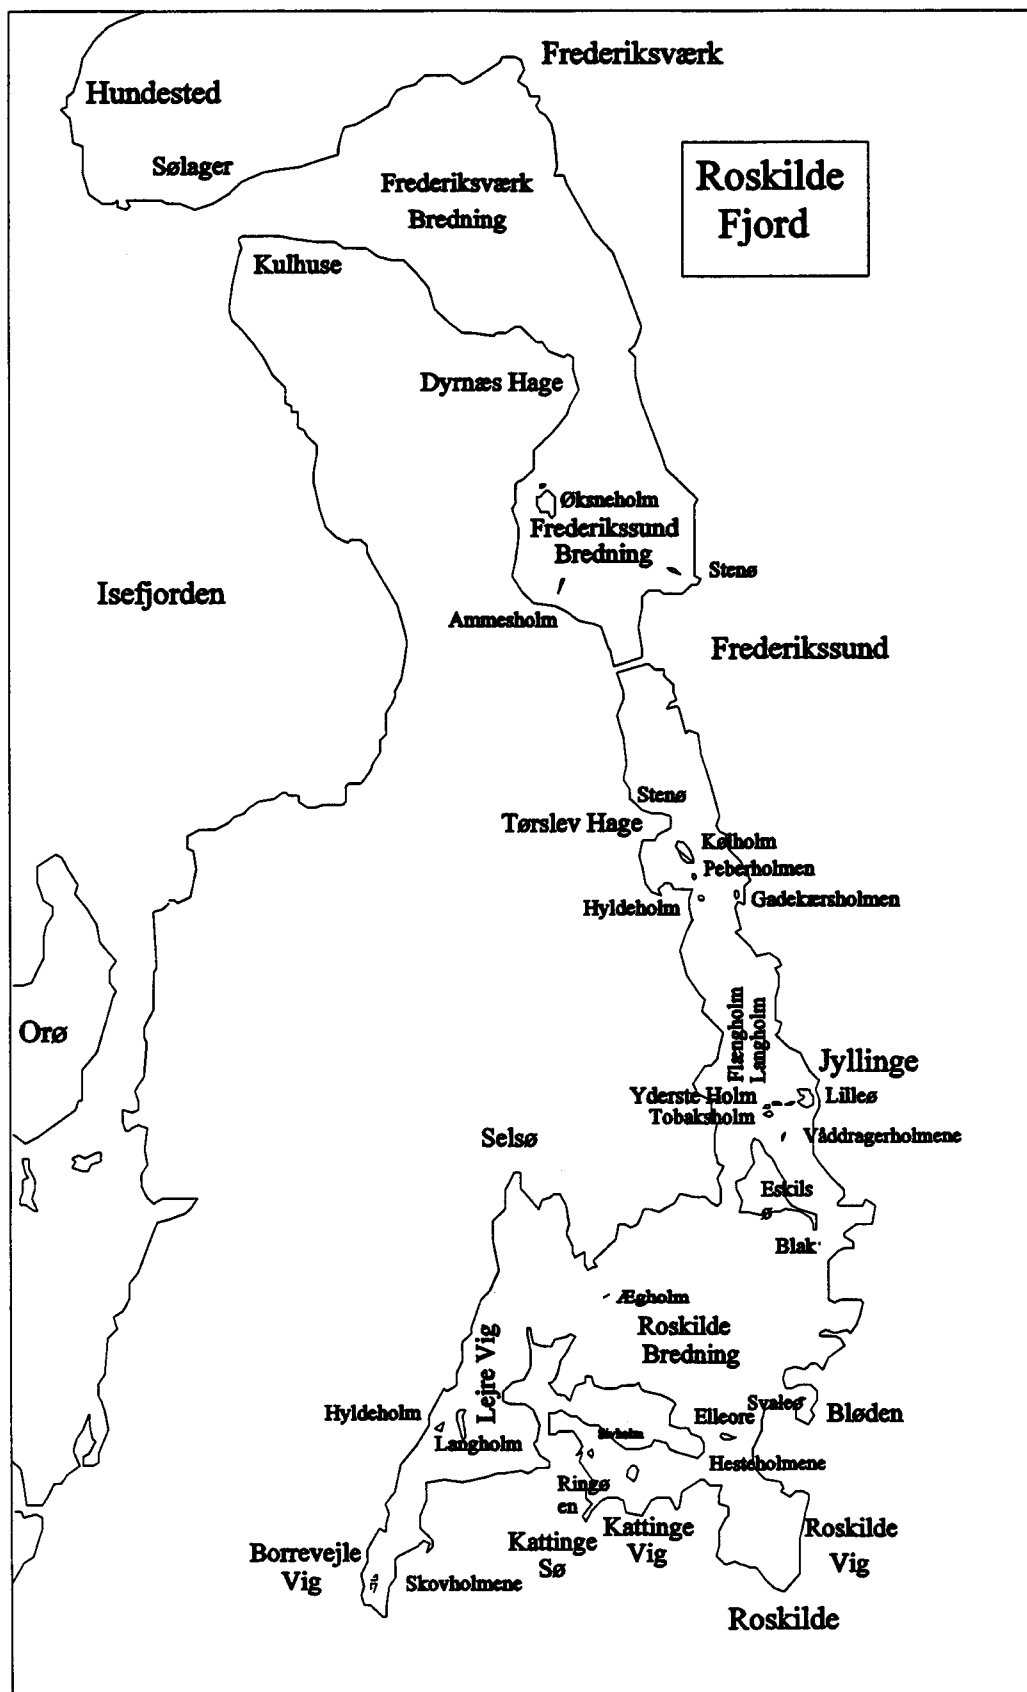 Frederiksværk
Hundested
Sølager
Roskilde
Fjord
Frederiksværk
Bredning
Kulhuse
Dyrnæs Hage
Øksneholm
Frederikssund
Bredning
Stenø
Isefjorden
Ammesholm
Frederikssund
Stenø
Tørslev Hage
Kølholm
Peberholmen
Hyldeholm
Gadekærsholmen
Flængholm
Langholm
Orø
Jyllinge
Yderste Holm
Lilleø
Tobaksholm
Våddragerholmene
Selsø
Eskils
ø
Blak
Ægholm
Roskilde
Bredning
Lejre Vig
Svaleø
Hyldeholm
Elleore
Bløden
Langholm
Hesteholmene
Ringø
en
Kattinge
Vig
Roskilde
Vig
Kattinge
Sø
Borrevejle
Vig
Skovholmene
Roskilde